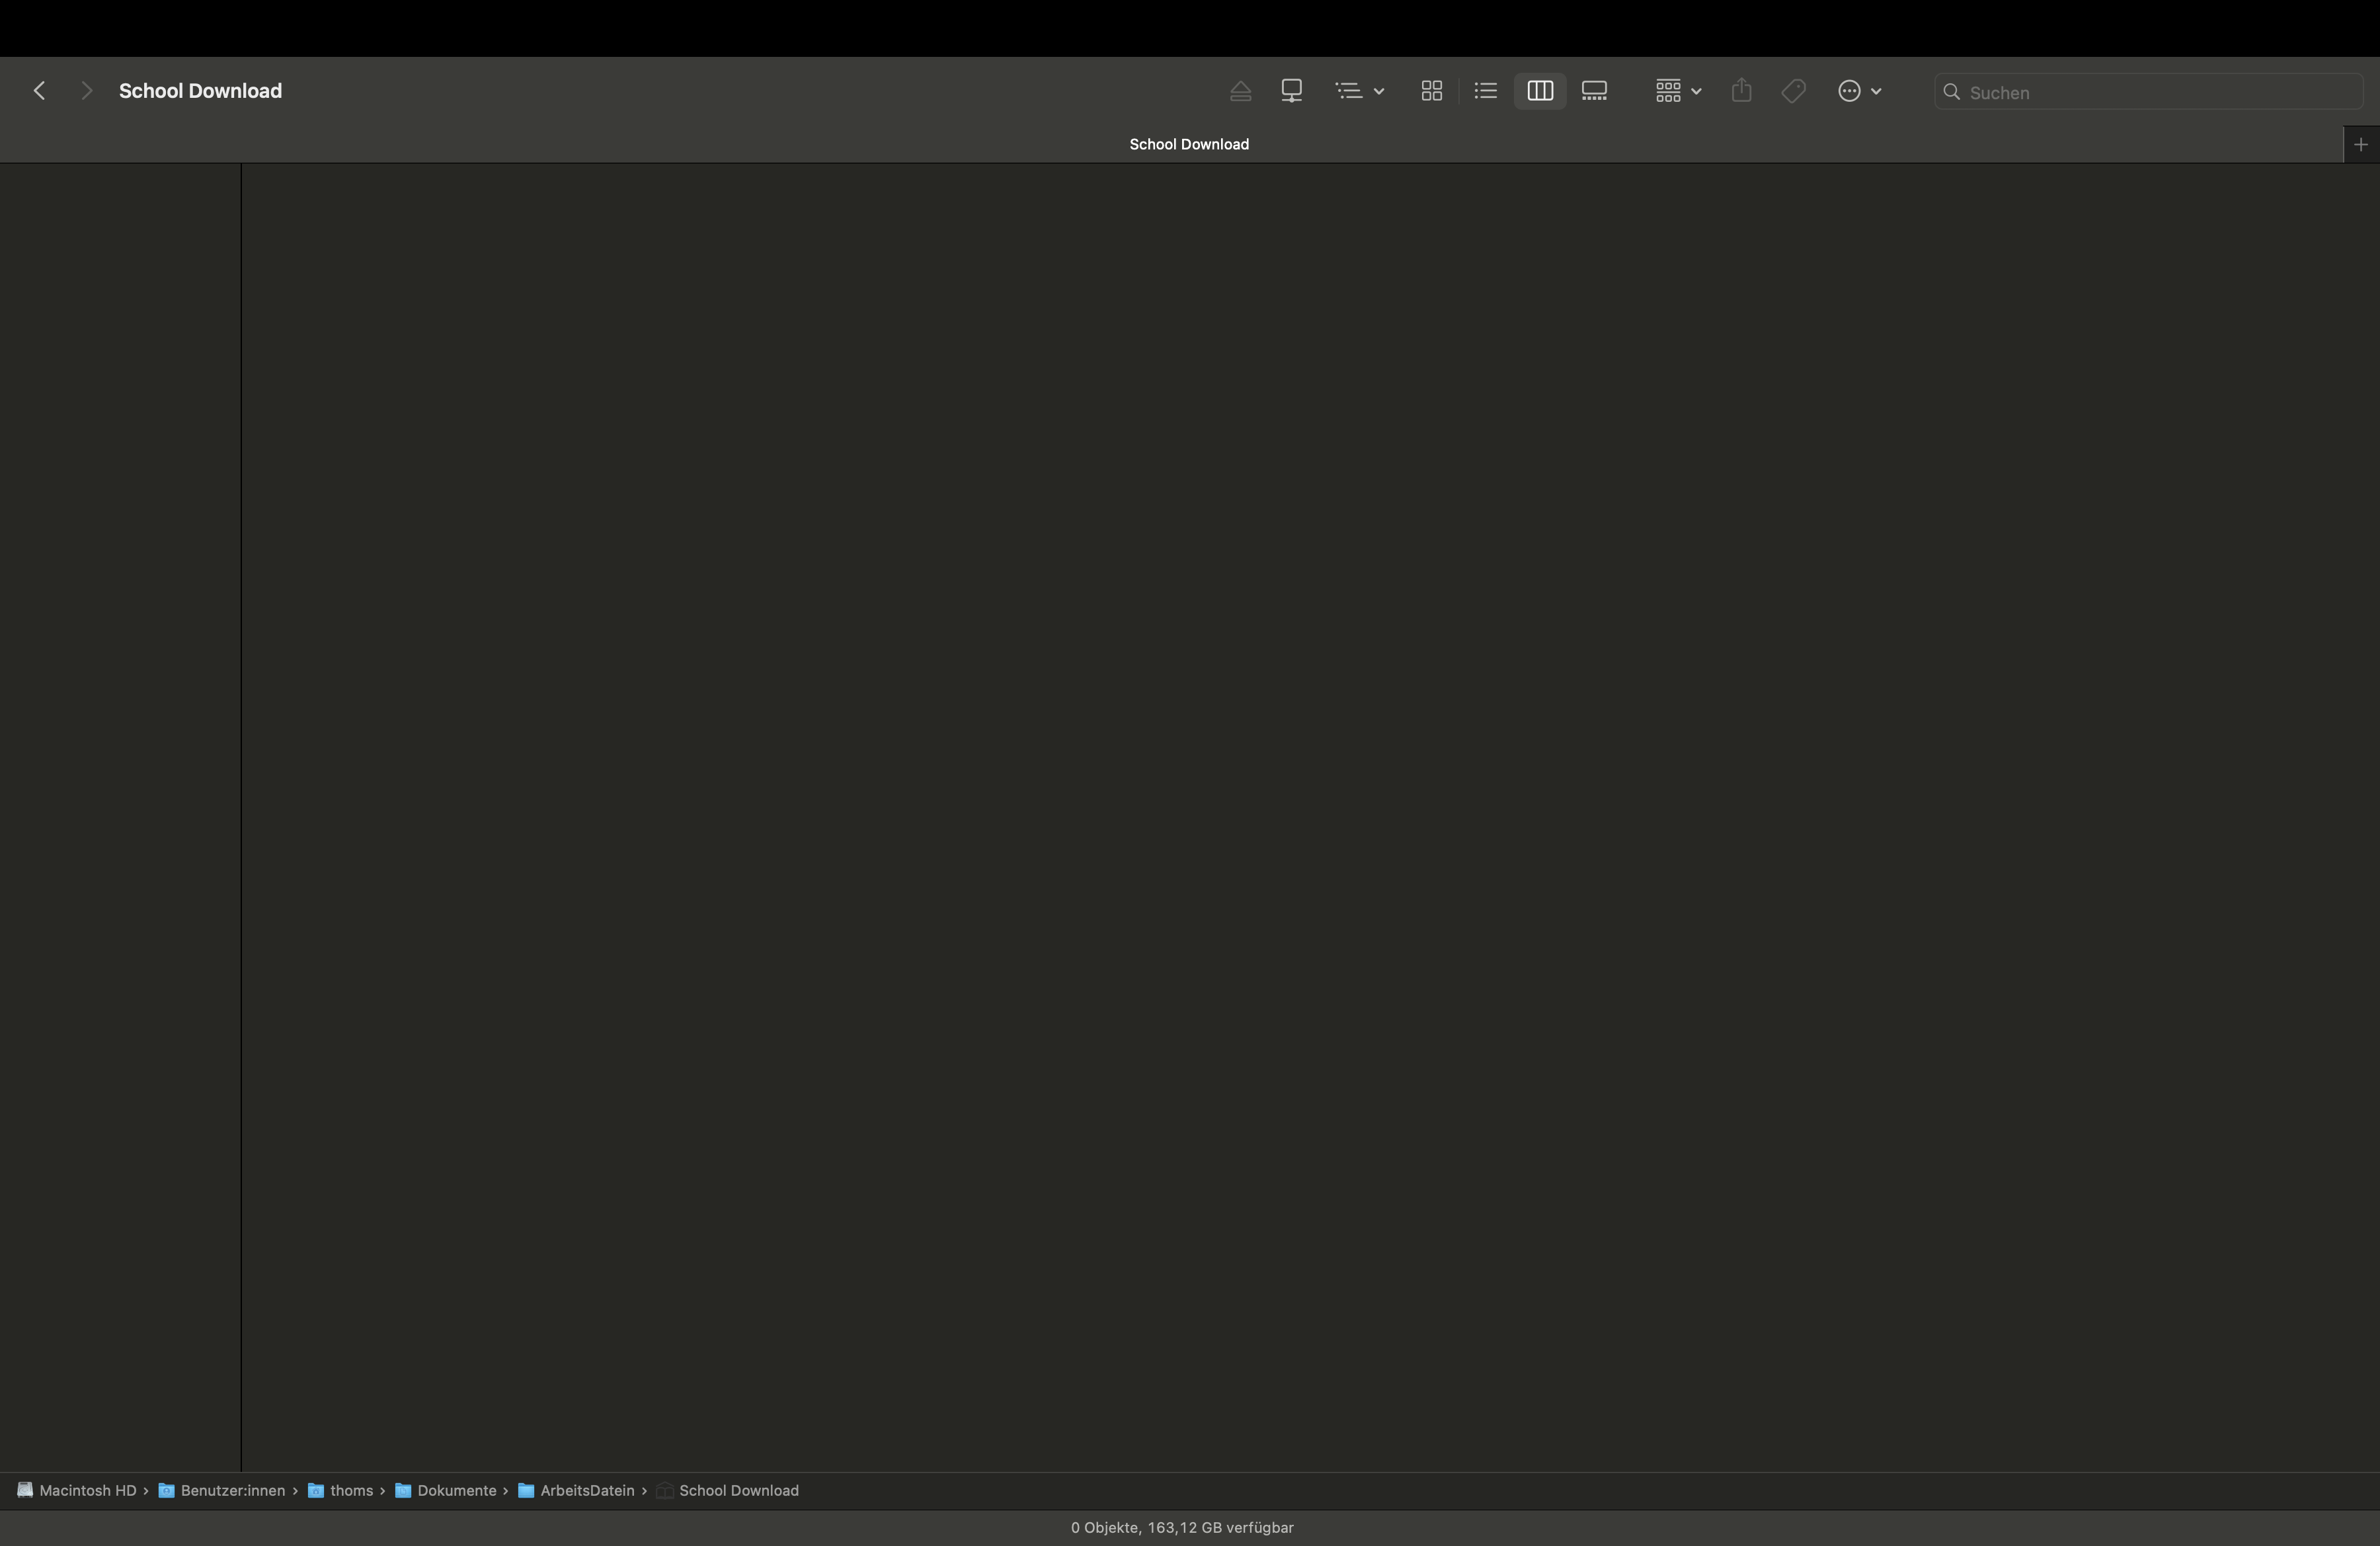 School Download
Suchen
School Download
Macintosh HD › Benutzer:innen › thoms › Dokumente › ArbeitsDatein › School Download
0 Objekte, 163,12 GB verfügbar